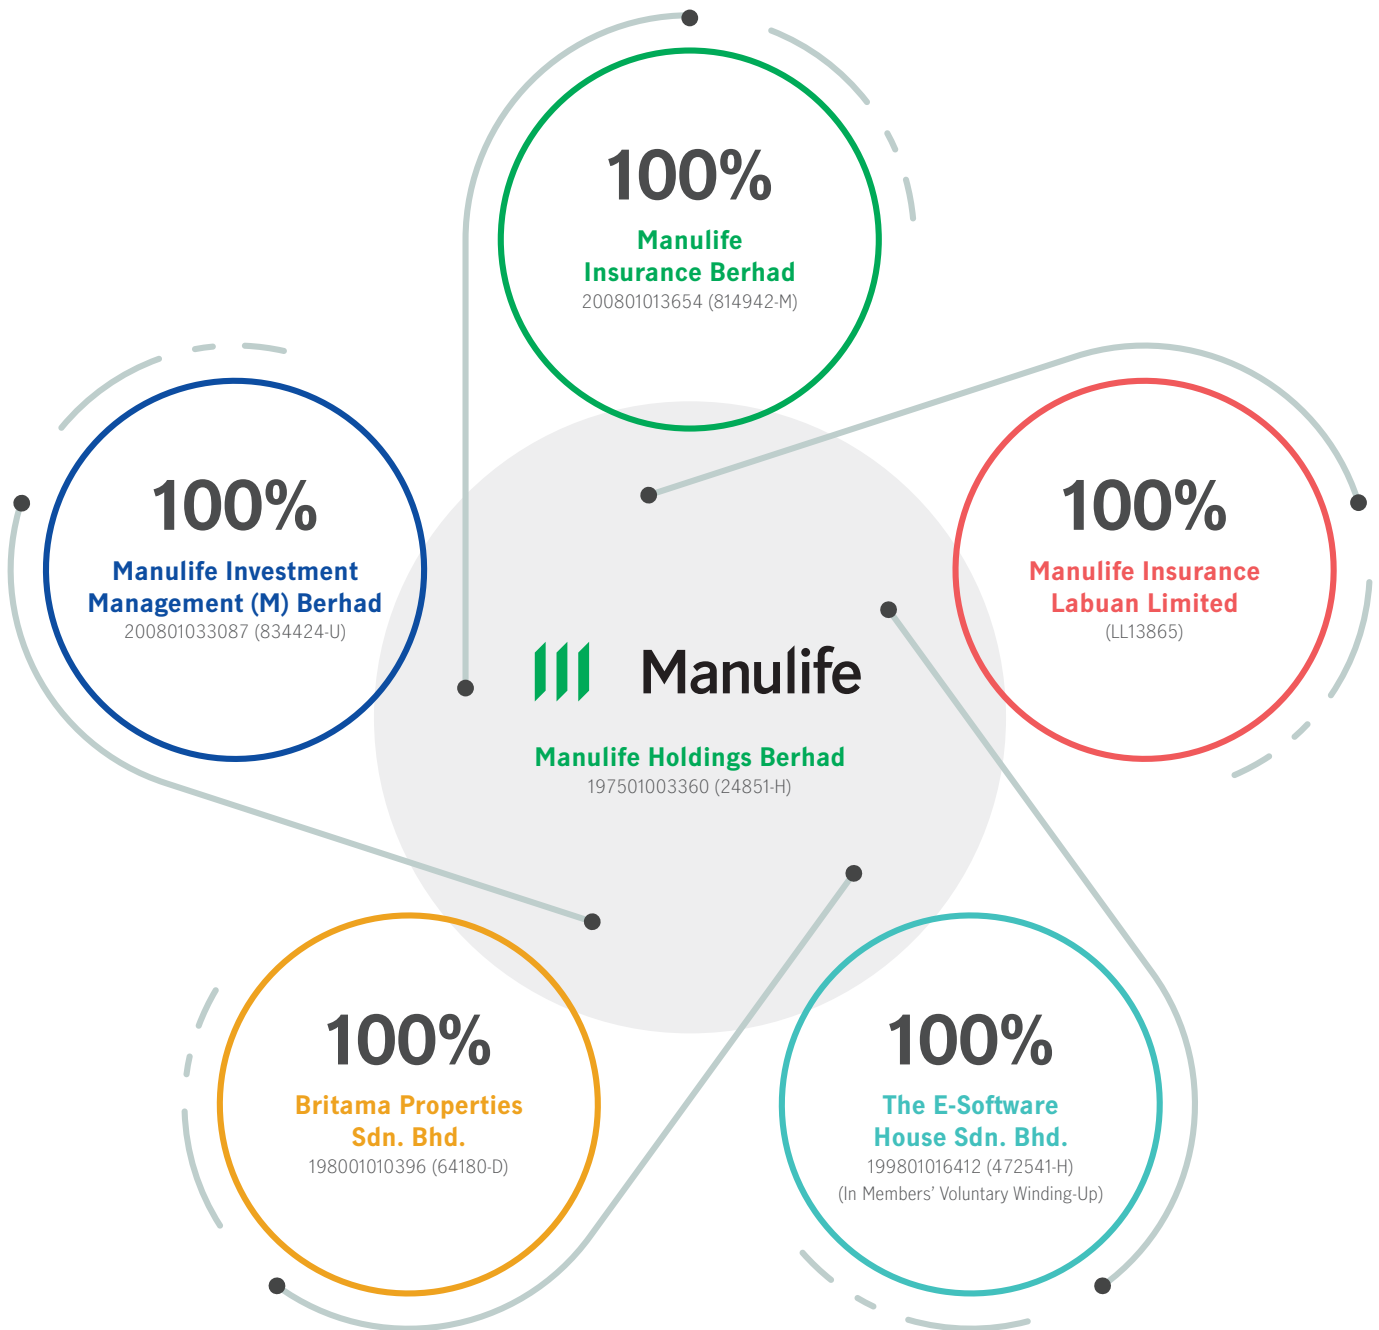 100%
Manulife
Insurance Berhad
200801013654 (814942-M)
100%
Manulife Investment
Management (M) Berhad
200801033087 (834424-U)
100%
Manulife Insurance
Labuan Limited
(LL13865)
Manulife
Manulife Holdings Berhad
197501003360 (24851-H)
100%
Britama Properties
Sdn. Bhd.
198001010396 (64180-D)
100%
The E-Software
House Sdn. Bhd.
199801016412 (472541-H)
(In Members’ Voluntary Winding-Up)